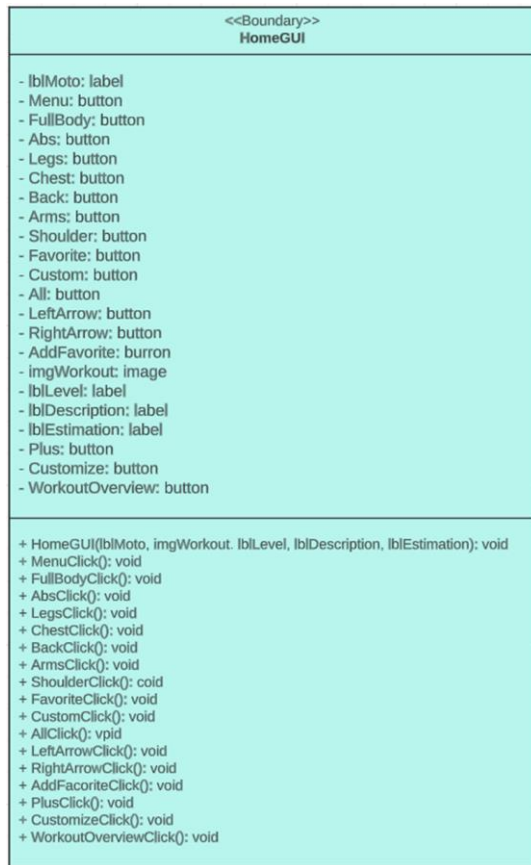 <<Boundary>>
HomeGUI
- lblMoto: label
- Menu: button
- FullBody: button
- Abs: button
- Legs: button
- Chest: button
- Back: button
- Arms: button
- Shoulder: button
- Favorite: button
- Custom: button
- All: button
- LeftArrow: button
- RightArrow: button
- AddFavorite: burron
- imgWorkout: image
- lblLevel: label
- lblDescription: label
- lblEstimation: label
- Plus: button
- Customize: button
- WorkoutOverview: button
+ HomeGUI(lblMoto, imgWorkout. lblLevel, lblDescription, lblEstimation): void
+ MenuClick(): void
+ FullBodyClick(): void
+ AbsClick(): void
+ LegsClick(): void
+ ChestClick(): void
+ BackClick(): void
+ ArmsClick(): void
+ ShoulderClick(): coid
+ FavoriteClick(): void
+ CustomClick(): void
+ AllClick(): vpid
+ LeftArrowClick(): void
+ RightArrowClick(): void
+ AddFacoriteClick(): void
+ PlusClick(): void
+ CustomizeClick(): void
+ WorkoutOverviewClick(): void